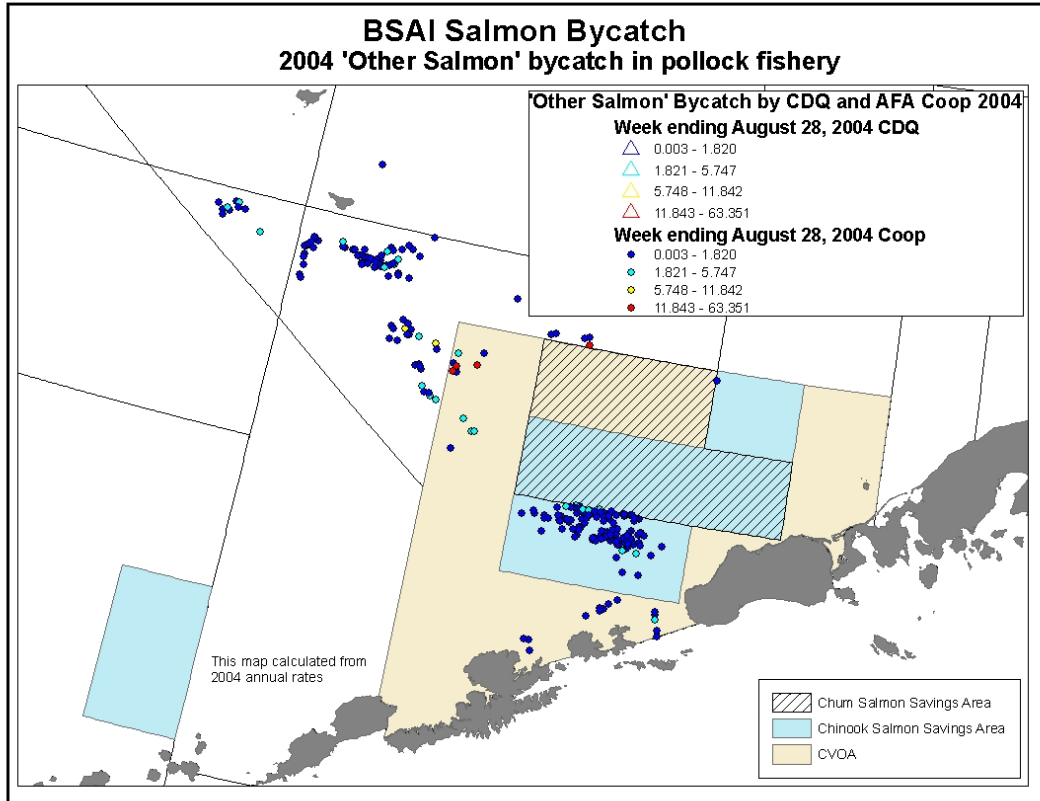 BSAI Salmon Bycatch
2004 'Other Salmon' bycatch in pollock fishery
'Other Salmon' Bycatch by CDQ and AFA Coop 2004
Week ending August 28, 2004 CDQ
0.003 - 1.820
1.821 - 5.747
5.748 - 11.842
11.843 - 63.351
Week ending August 28, 2004 Coop
0.003 - 1.820
1.821 - 5.747
5.748 - 11.842
11.843 - 63.351
This map calculated from
2004 annual rates
Chum Salmon Savings Area
Chinook Salmon Savings Area
CVOA